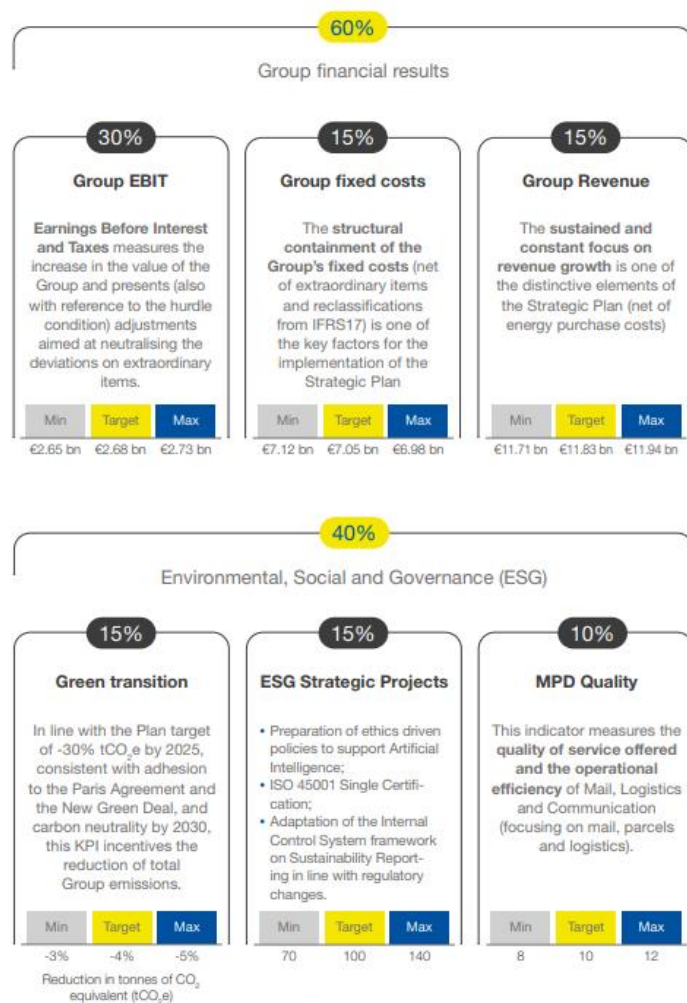 60%
Group financial results
30%
Group EBIT
Earnings Before Interest
and Taxes measures the
increase in the value of the
Group and presents (also
with reference to the hurdle
condition) adjustments
aimed at neutralising the
deviations on extraordinary
items.
Min Target Max
€2.65 bn €2.68 bn €2.73 bn
15%
Group fixed costs
The structural
containment of the
Group's fixed costs (net
of extraordinary items
and reclassifications
from IFRS17) is one of
the key factors for the
implementation of the
Strategic Plan
Min Target Max
€7.12 bn €7.05 bn €6.98 bn
15%
Group Revenue
The sustained and
constant focus on
revenue growth is one of
the distinctive elements of
the Strategic Plan (net of
energy purchase costs)
Min Target Max
€11.71 bn €11.83 bn €11.94 bn
40%
Environmental, Social and Governance (ESG)
15%
Green transition
In line with the Plan target
of -30% tCO₂e by 2025,
consistent with adhesion
to the Paris Agreement and
the New Green Deal, and
carbon neutrality by 2030,
this KPI incentives the
reduction of total
Group emissions.
Min Target Max
-3% -4% -5%
Reduction in tonnes of CO₂
equivalent (tCO₂e)
15%
ESG Strategic Projects
• Preparation of ethics driven
policies to support Artificial
Intelligence;
• ISO 45001 Single Certifi-
cation;
• Adaptation of the Internal
Control System framework
on Sustainability Report-
ing in line with regulatory
changes.
Min Target Max
70 100 140
10%
MPD Quality
This indicator measures the
quality of service offered
and the operational
efficiency of Mail, Logistics
and Communication
(focusing on mail, parcels
and logistics).
Min Target Max
8 10 12